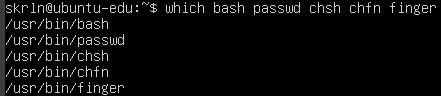 skrln@ubuntu-edu:~$ which bash passwd chsh chfn finger
/usr/bin/bash
/usr/bin/passwd
/usr/bin/chsh
/usr/bin/chfn
/usr/bin/finger